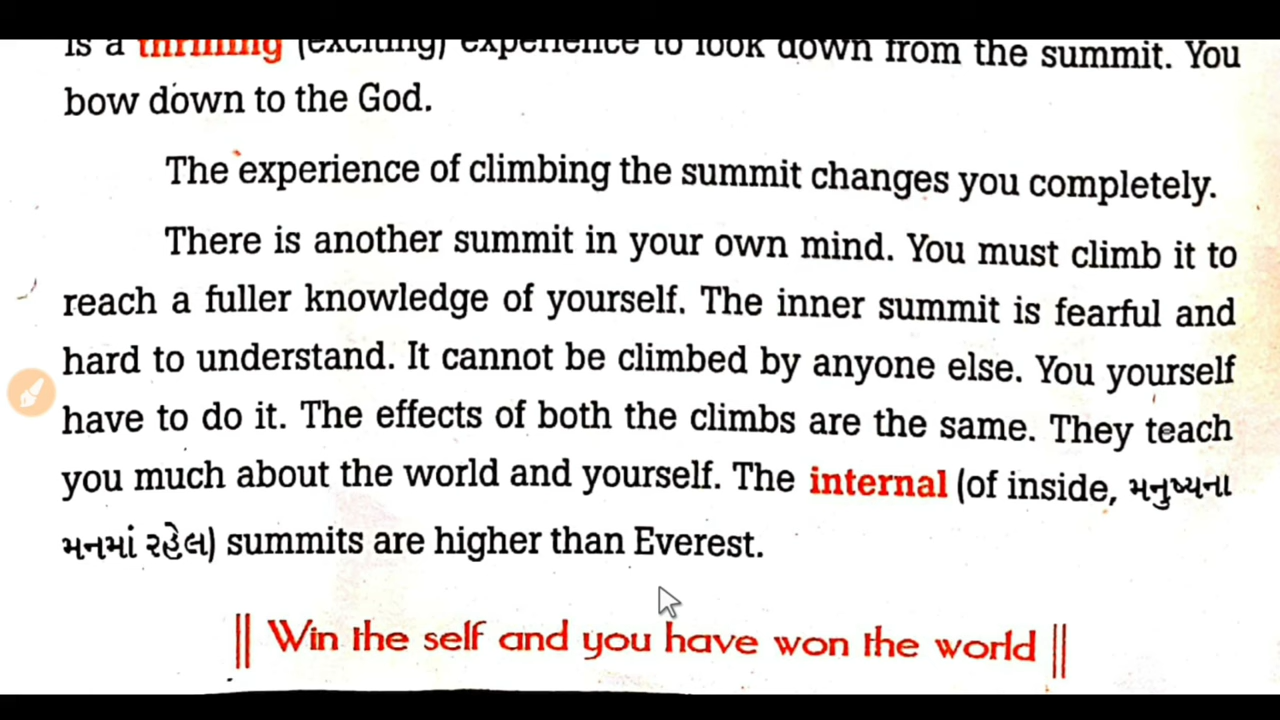 is a thrilling (exciting) experience to look down from the summit. You
bow down to the God.
The experience of climbing the summit changes you completely.
There is another summit in your own mind. You must climb it to
reach a fuller knowledge of yourself. The inner summit is fearful and
hard to understand. It cannot be climbed by anyone else. You yourself
have to do it. The effects of both the climbs are the same. They teach
you much about the world and yourself. The internal (of inside, મનુષ્યના
મનમાં રહેલ) summits are higher than Everest.
|| Win the self and you have won the world ||